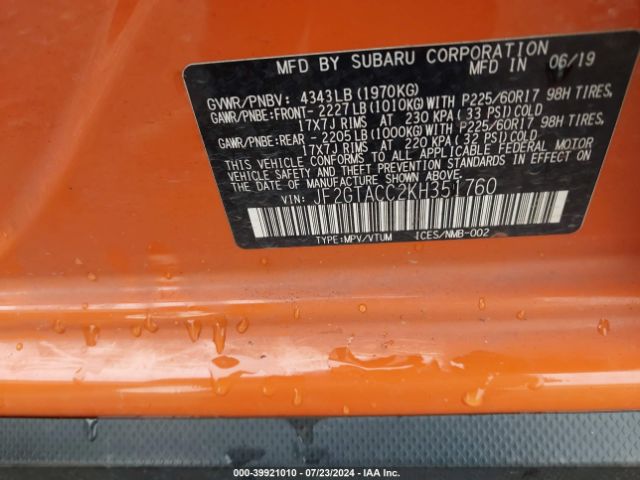 MFD BY SUBARU CORPORATION
MFD IN 06/19
GVWR/PNBV: 4343LB (1970KG)
GAWR/PNBE:FRONT- 2227LB (1010KG)WITH P225/60R17 98H TIRES,
17X7J RIMS AT 230 KPA ( 33 PSI)COLD
GAWR/PNBE:REAR - 2205LB (1000KG)WITH P225/60R17 98H TIRES,
17X7J RIMS AT 220 KPA ( 32 PSI)COLD
THIS VEHICLE CONFORMS TO ALL APPLICABLE FEDERAL MOTOR
VEHICLE SAFETY AND THEFT PREVENTION STANDARDS IN EFFECT
ON THE DATE OF MANUFACTURE SHOWN ABOVE.
VIN: JF2GTACC2KH351760
TYPE:MPV/VTUM ICES/NMB-002
000-39921010 - 07/23/2024 - IAA Inc.